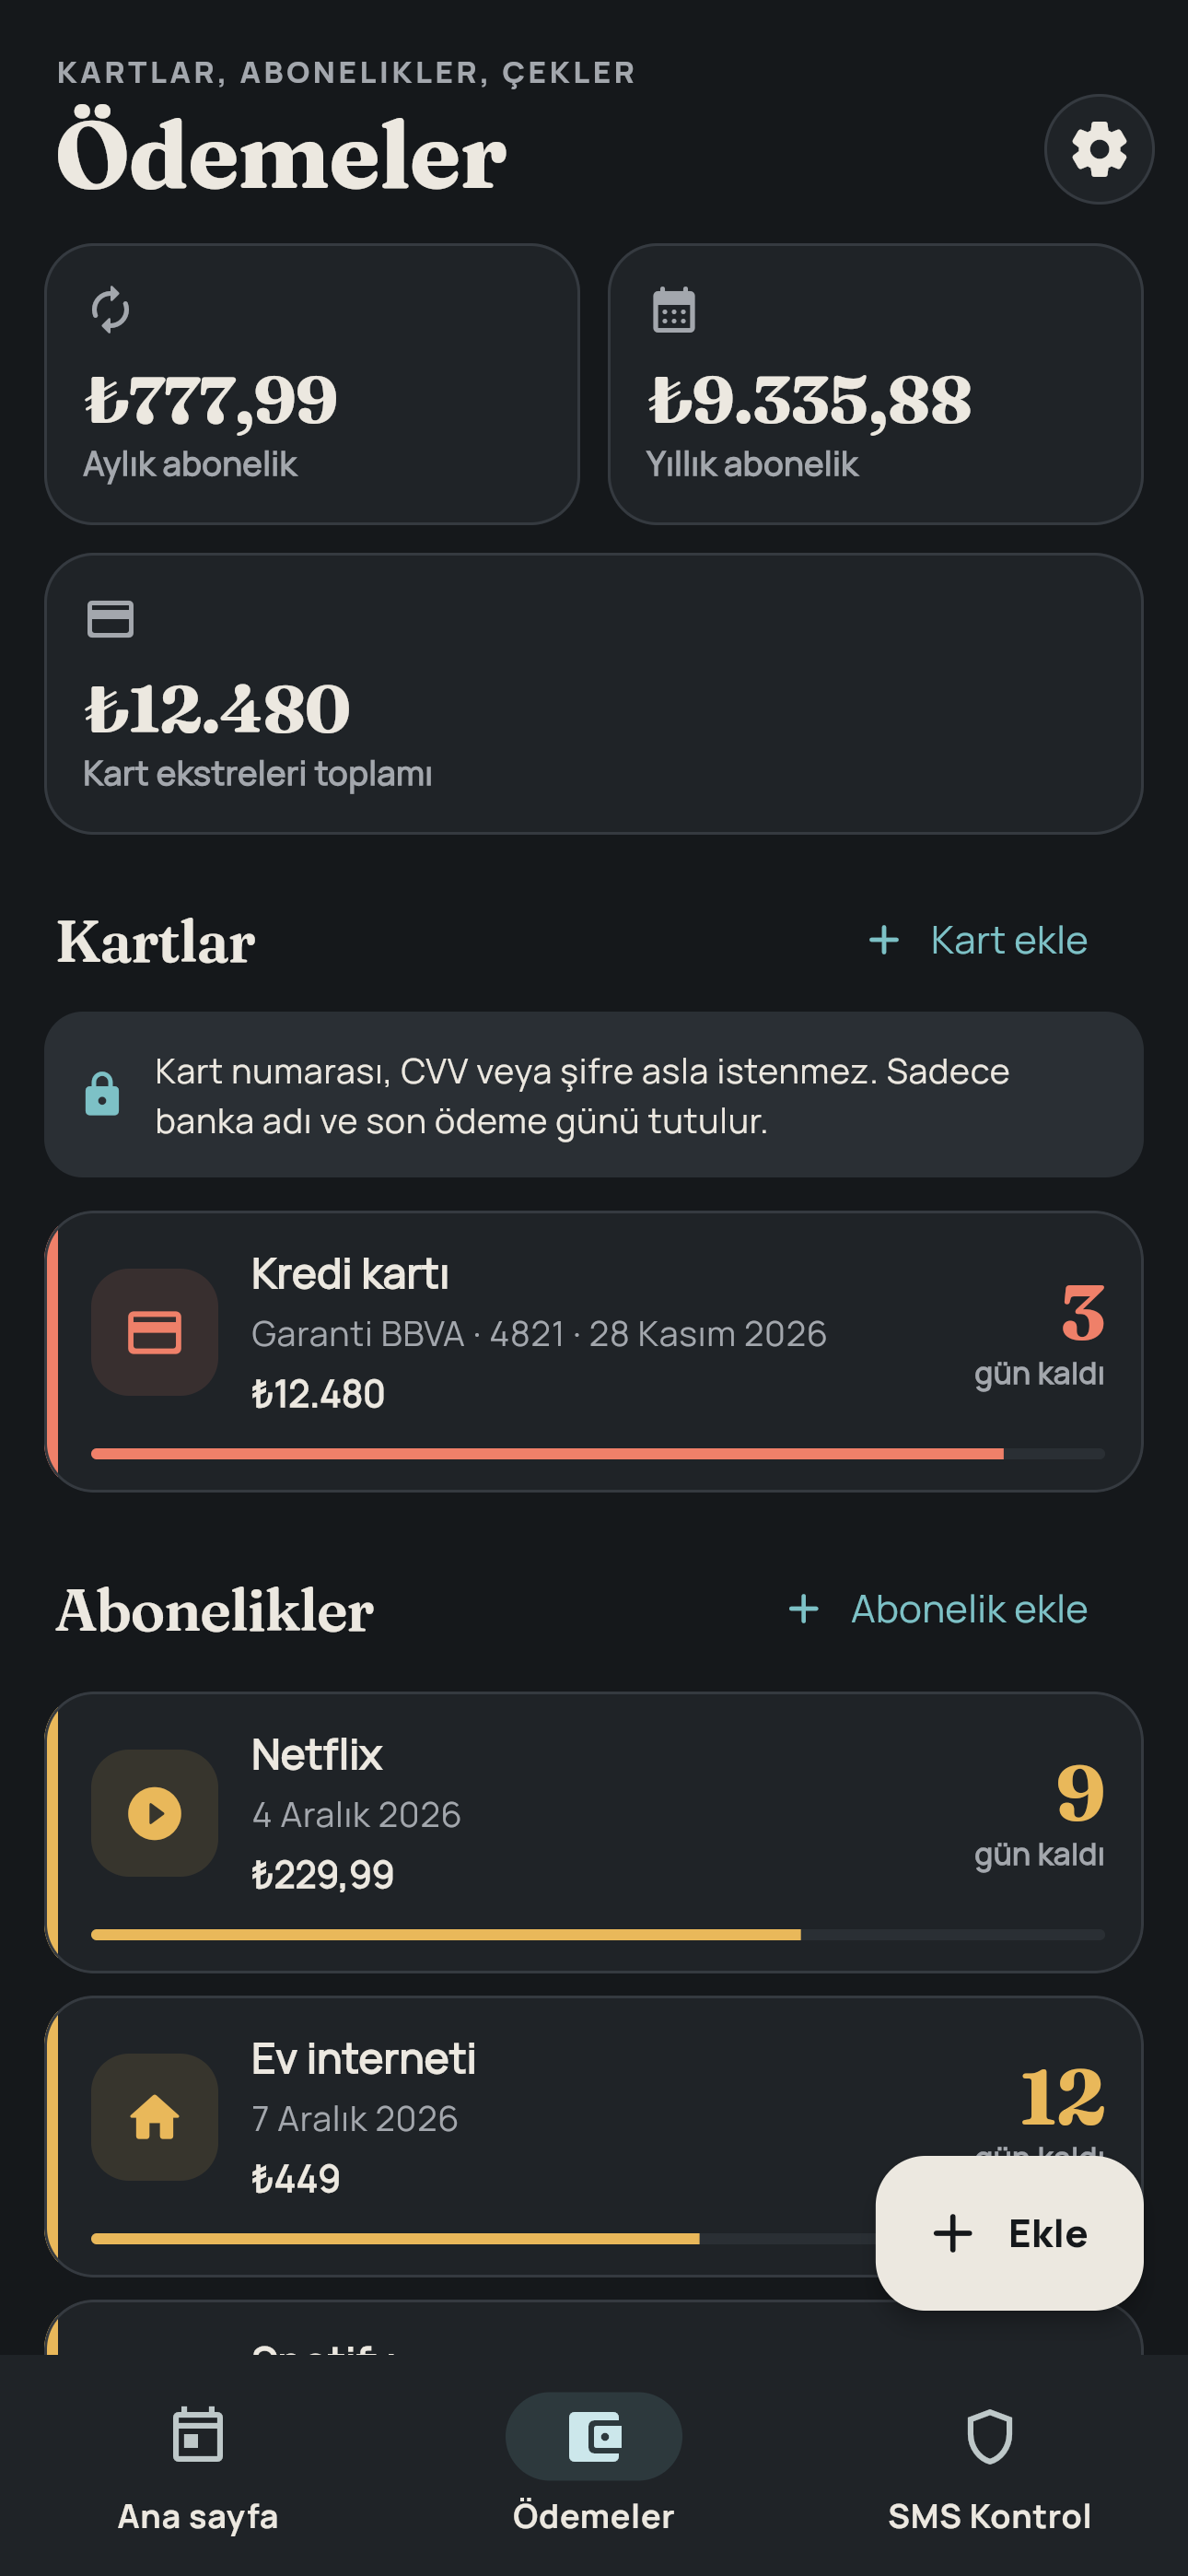 KARTLAR, ABONELIKLER, ÇEKLER
Ödemeler
₺777,99
Aylık abonelik
₺9.335,88
Yıllık abonelik
₺12.480
Kart ekstreleri toplamı
Kartlar
+ Kart ekle
Kart numarası, CVV veya şifre asla istenmez. Sadece
banka adı ve son ödeme günü tutulur.
Kredi kartı
Garanti BBVA · 4821 · 28 Kasım 2026
₺12.480
3
gün kaldı
Abonelikler
+ Abonelik ekle
Netflix
4 Aralık 2026
₺229,99
9
gün kaldı
Ev interneti
7 Aralık 2026
₺449
12
gün kaldı
+ Ekle
Ana sayfa
Ödemeler
SMS Kontrol